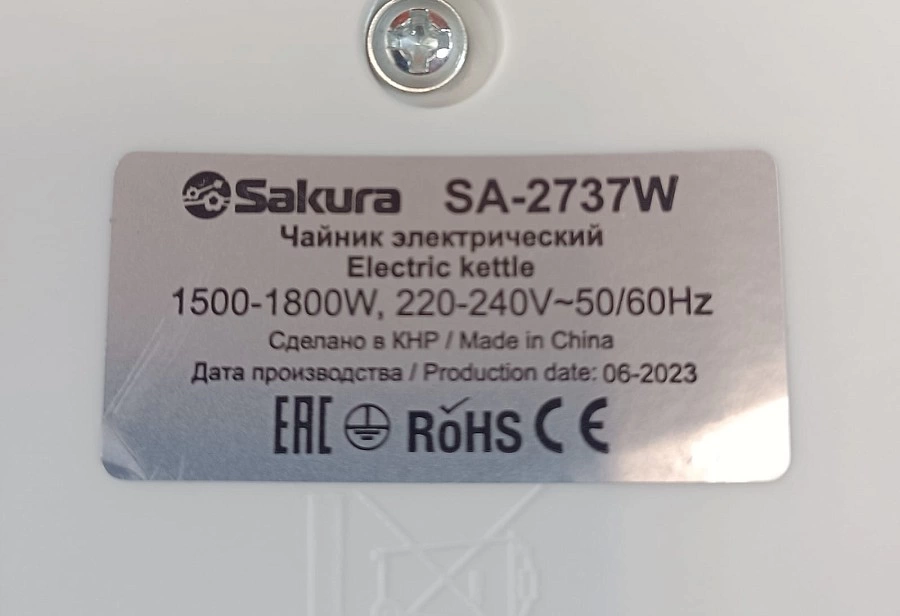 Sakura SA-2737W
Чайник электрический
Electric kettle
1500-1800W, 220-240V~50/60Hz
Сделано в КНР / Made in China
Дата производства / Production date: 06-2023
EAC RoHS CE